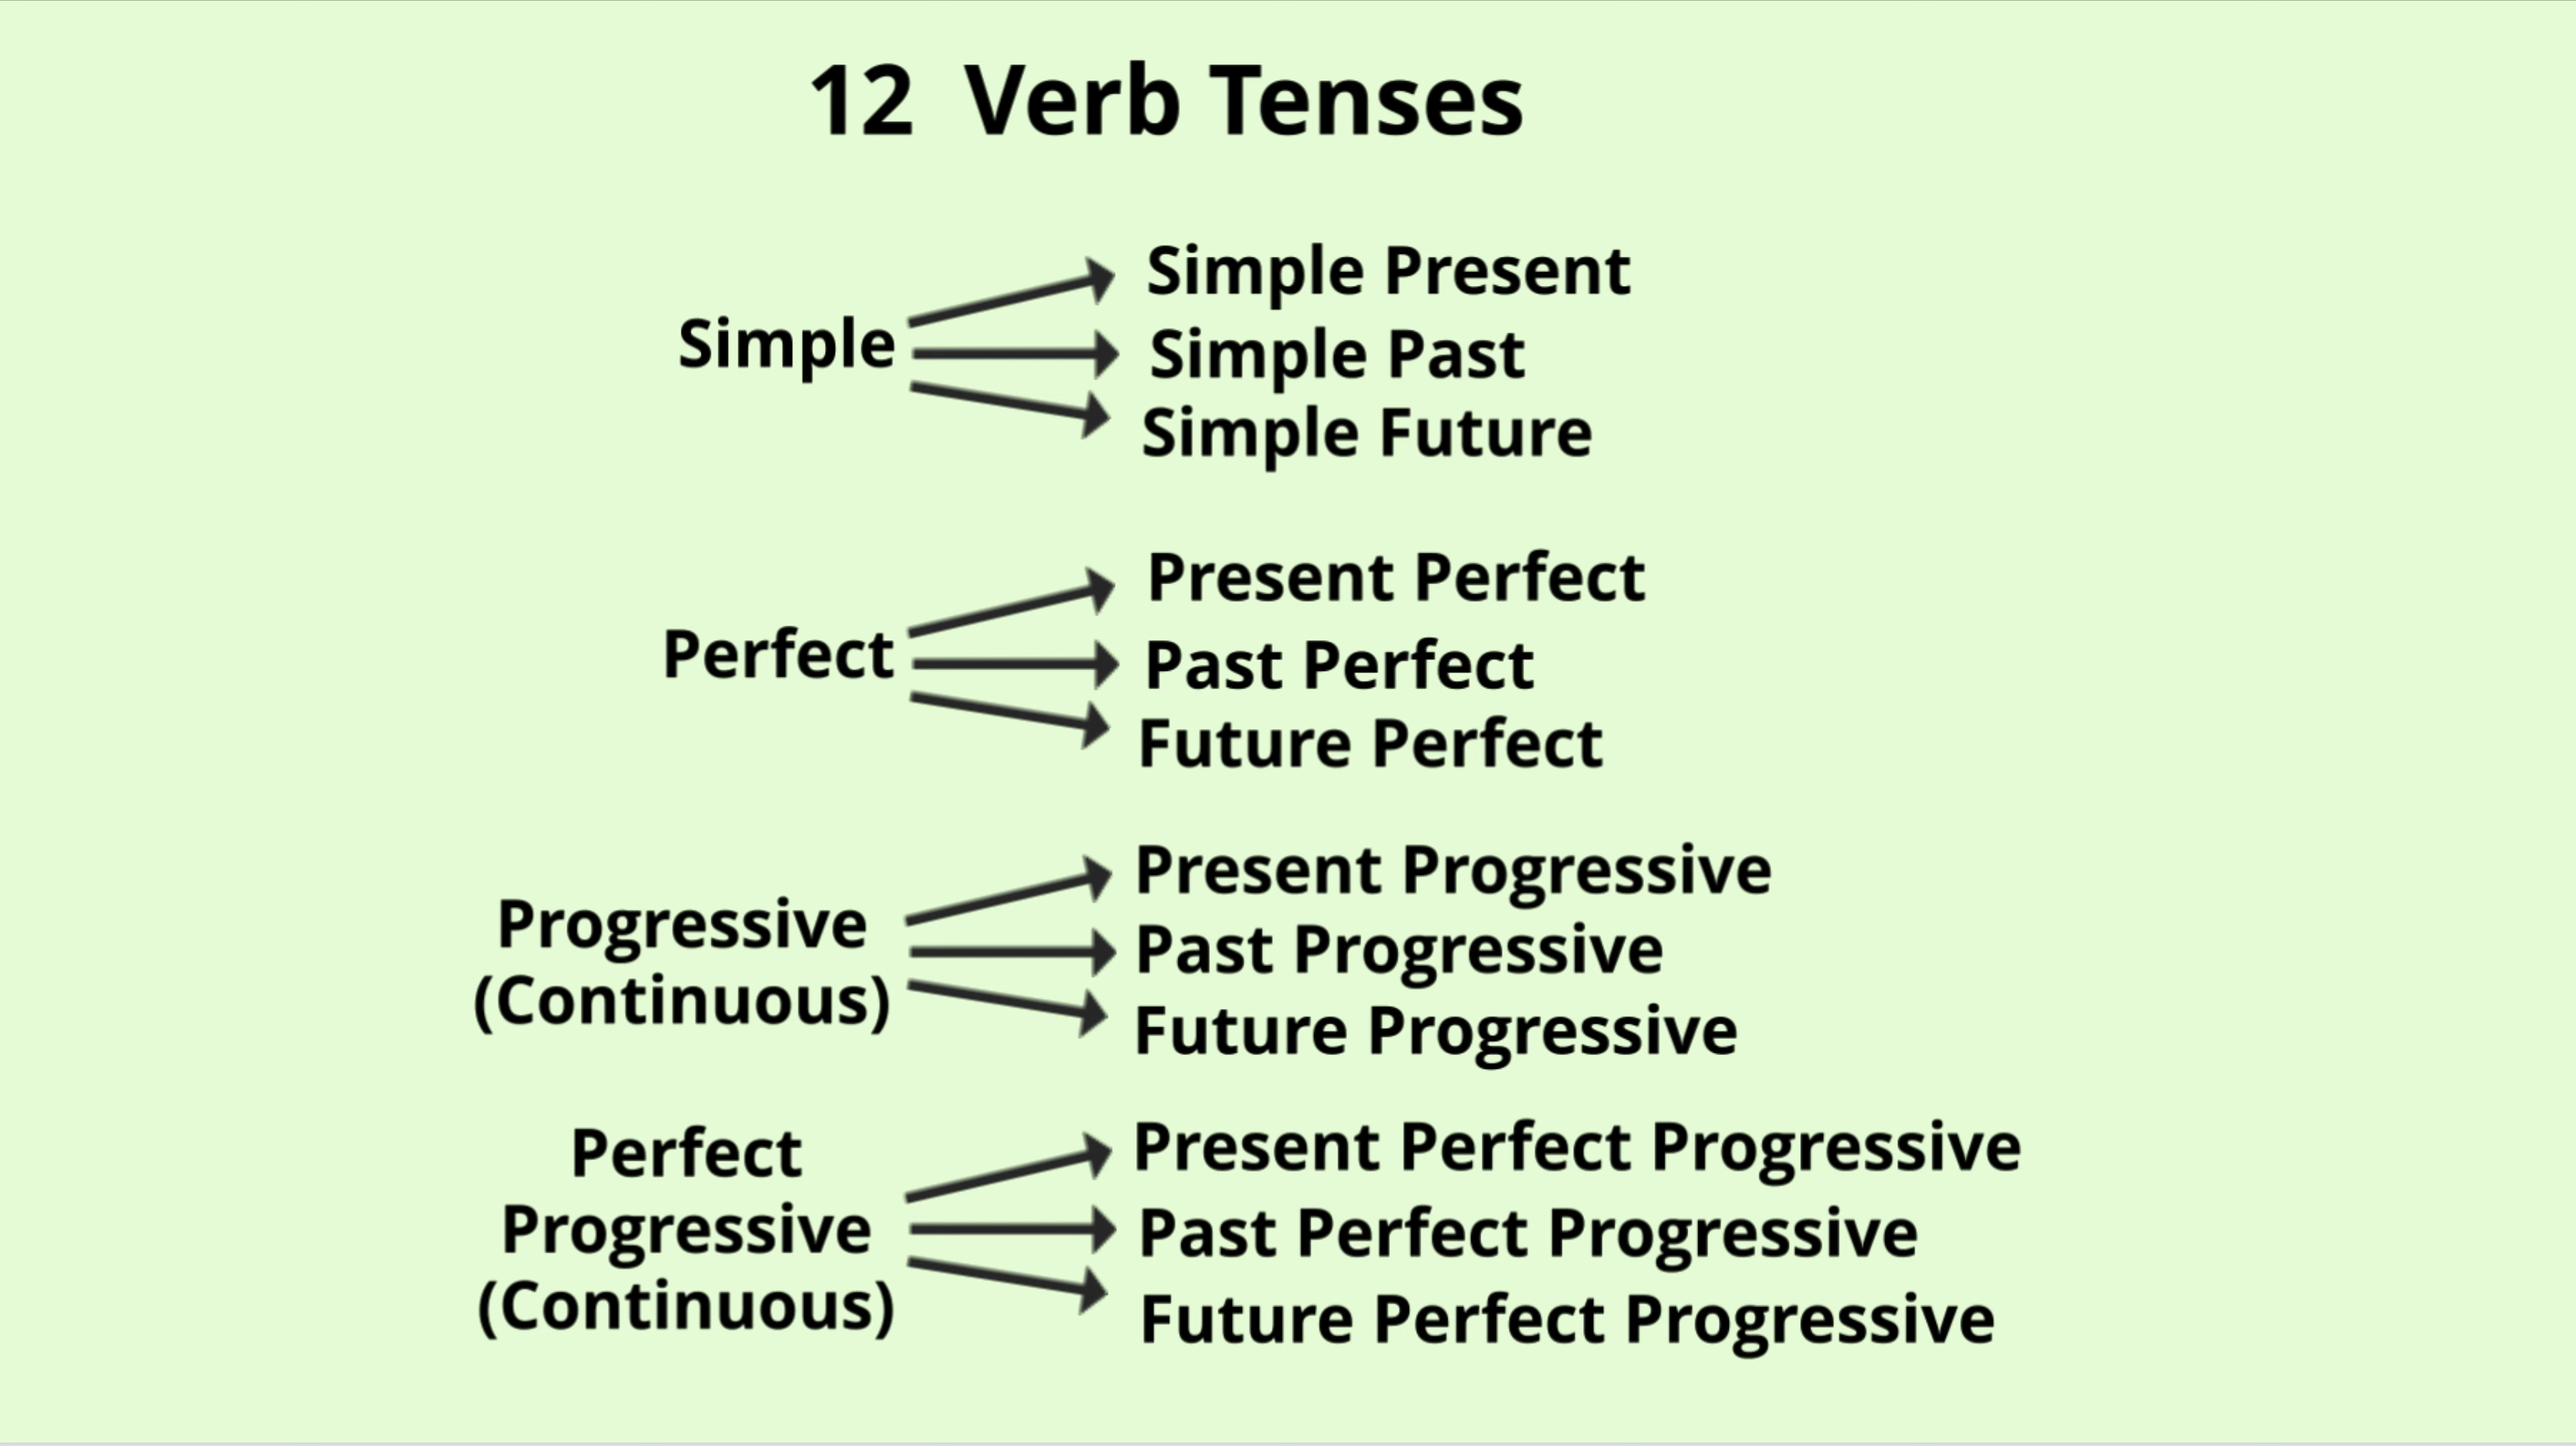 12 Verb Tenses
Simple
Simple Present
Simple Past
Simple Future
Perfect
Present Perfect
Past Perfect
Future Perfect
Progressive
(Continuous)
Present Progressive
Past Progressive
Future Progressive
Perfect
Progressive
(Continuous)
Present Perfect Progressive
Past Perfect Progressive
Future Perfect Progressive